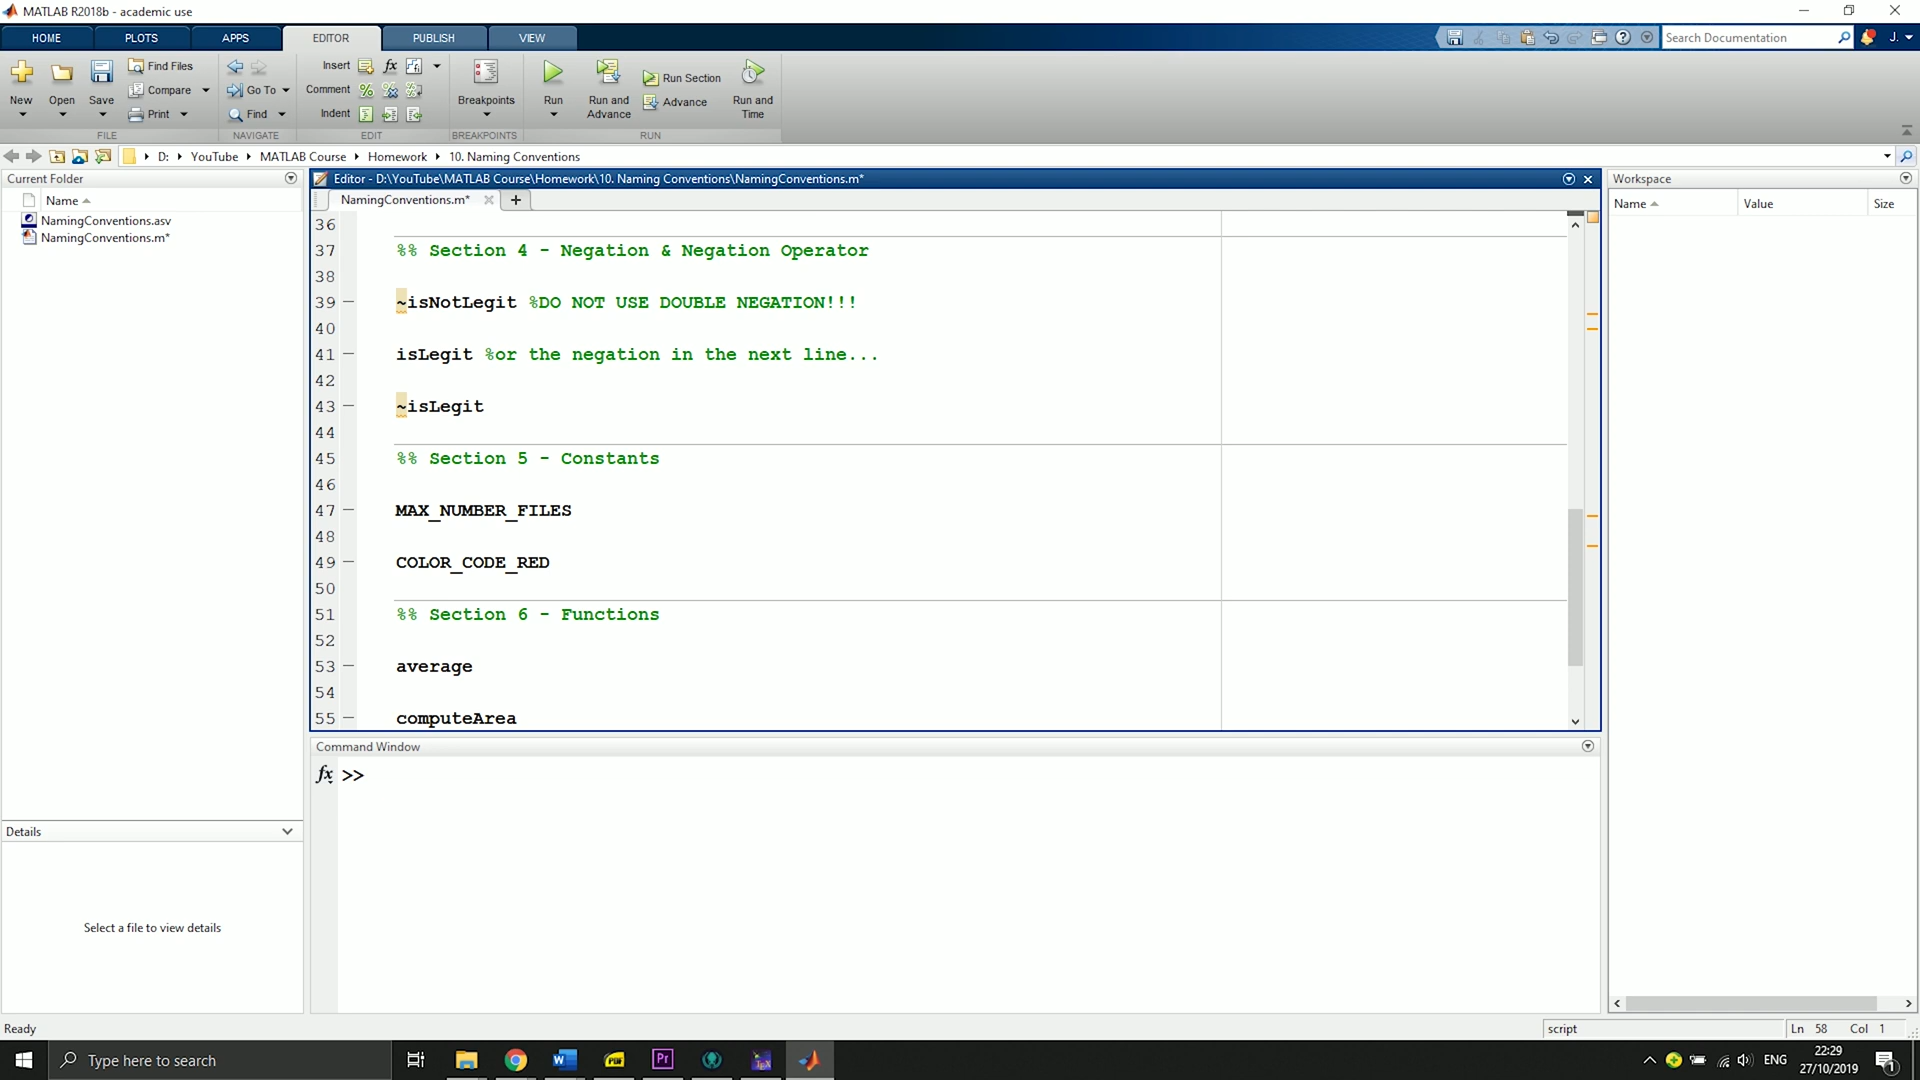 MATLAB R2018b - academic use
HOME PLOTS APPS EDITOR PUBLISH VIEW
Search Documentation
J.
New
Open
Save
Find Files
Compare
Print
FILE
Go To
Find
NAVIGATE
Insert fx
Comment
Indent
EDIT
Breakpoints
BREAKPOINTS
Run
Run and
Advance
Run Section
Advance
Run and
Time
RUN
D: YouTube MATLAB Course Homework 10. Naming Conventions
Current Folder
Name
NamingConventions.asv
NamingConventions.m*
Details
Select a file to view details
Editor - D:\YouTube\MATLAB Course\Homework\10. Naming Conventions\NamingConventions.m*
NamingConventions.m*
36
37 %% Section 4 - Negation & Negation Operator
38
39 ~isNotLegit %DO NOT USE DOUBLE NEGATION!!!
40
41 isLegit %or the negation in the next line...
42
43 ~isLegit
44
45 %% Section 5 - Constants
46
47 MAX_NUMBER_FILES
48
49 COLOR_CODE_RED
50
51 %% Section 6 - Functions
52
53 average
54
55 computeArea
Command Window
fx >>
Workspace
Name Value Size
Ready
script Ln 58 Col 1
Type here to search
W
PDF
Pr
TEX
ENG
22:29
27/10/2019
1